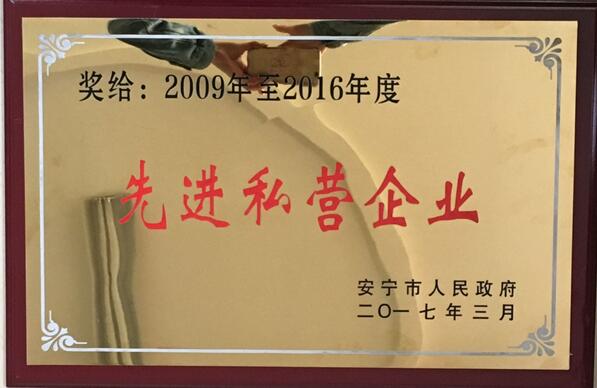 奖给：2009年至2016年度
先进私营企业
安宁市人民政府
二〇一七年三月